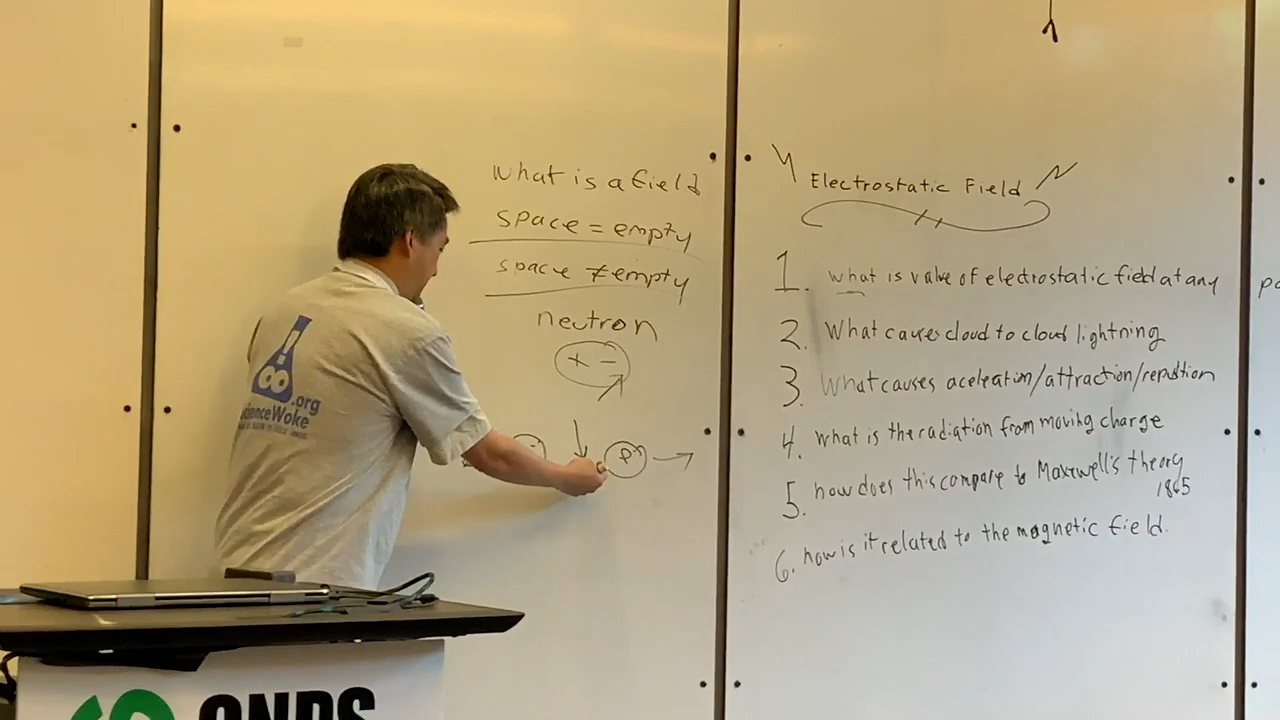 what is a field
space = empty
space ≠ empty
neutron
+ -
P
Electrostatic Field
1. what is value of electrostatic field at any
2. What causes cloud to cloud lightning
3. What causes aceleation/attraction/repustion
4. what is the radiation from moving charge
5. how does this compare to Maxwell's theory
1865
6. how is it related to the magnetic field.
.org
ScienceWoke
CNPS